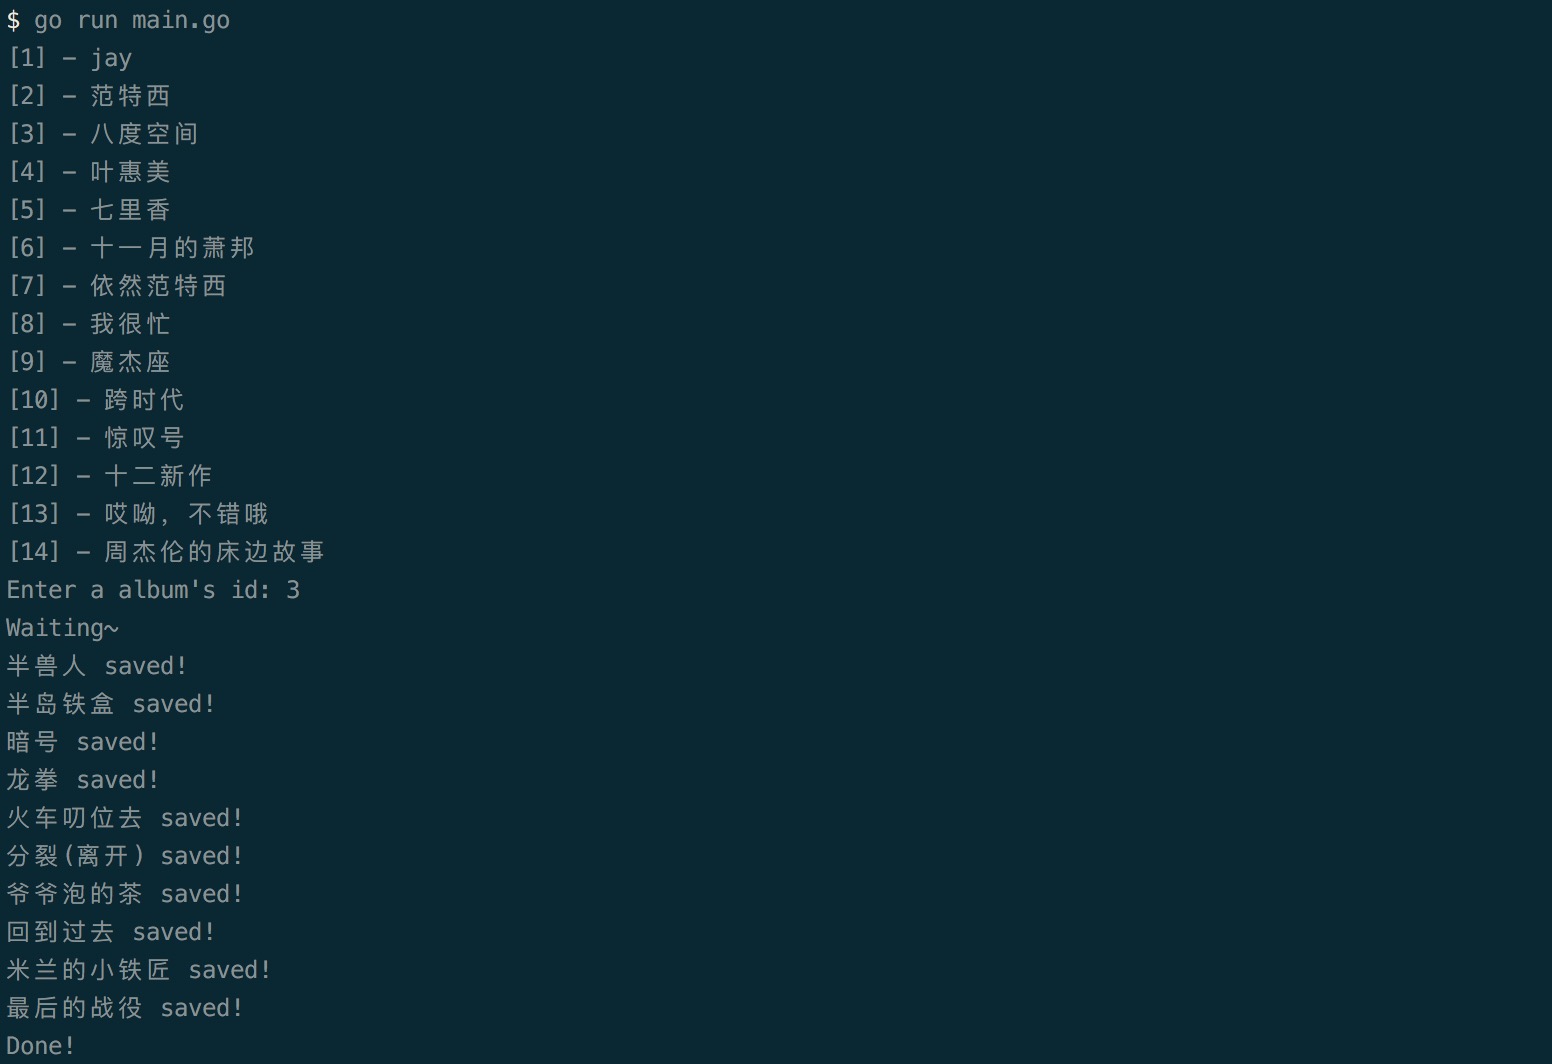 $ go run main.go
[1] – jay
[2] – 范特西
[3] – 八度空间
[4] – 叶惠美
[5] – 七里香
[6] – 十一月的萧邦
[7] – 依然范特西
[8] – 我很忙
[9] – 魔杰座
[10] – 跨时代
[11] – 惊叹号
[12] – 十二新作
[13] – 哎呦, 不错哦
[14] – 周杰伦的床边故事
Enter a album's id: 3
Waiting~
半兽人 saved!
半岛铁盒 saved!
暗号 saved!
龙拳 saved!
火车叨位去 saved!
分裂(离开) saved!
爷爷泡的茶 saved!
回到过去 saved!
米兰的小铁匠 saved!
最后的战役 saved!
Done!